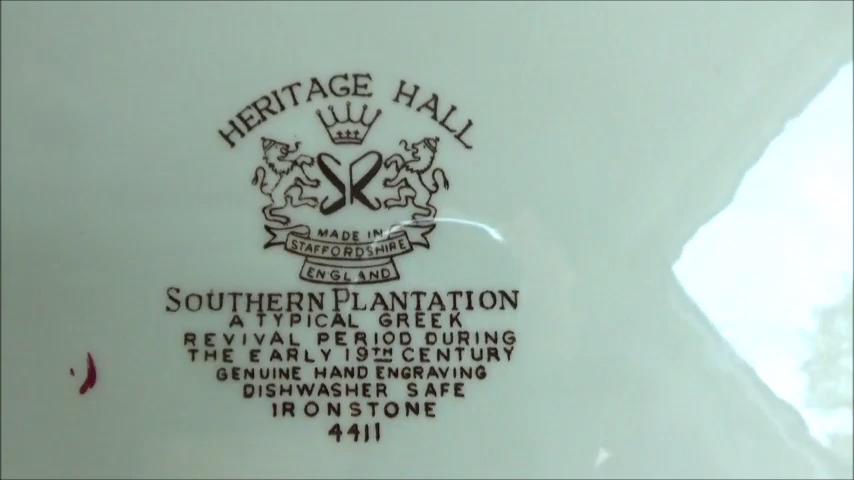 HERITAGE HALL
SR
MADE IN
STAFFORDSHIRE
ENGLAND
SOUTHERN PLANTATION
A TYPICAL GREEK
REVIVAL PERIOD DURING
THE EARLY 19TH CENTURY
GENUINE HAND ENGRAVING
DISHWASHER SAFE
IRONSTONE
4411